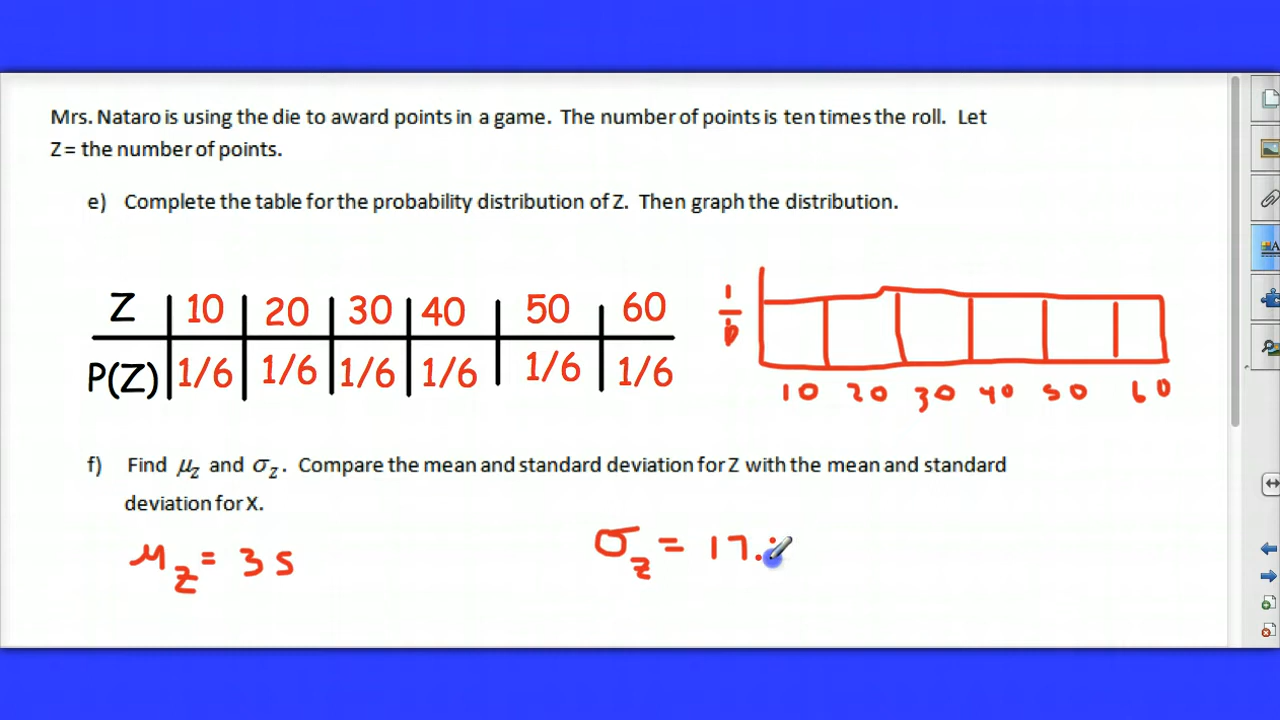 Mrs. Nataro is using the die to award points in a game. The number of points is ten times the roll. Let
Z = the number of points.
e) Complete the table for the probability distribution of Z. Then graph the distribution.
Z 10 20 30 40 50 60
P(Z) 1/6 1/6 1/6 1/6 1/6 1/6
1/6
10 20 30 40 50 60
f) Find μz and σz. Compare the mean and standard deviation for Z with the mean and standard
deviation for X.
μz = 35
σz = 17.